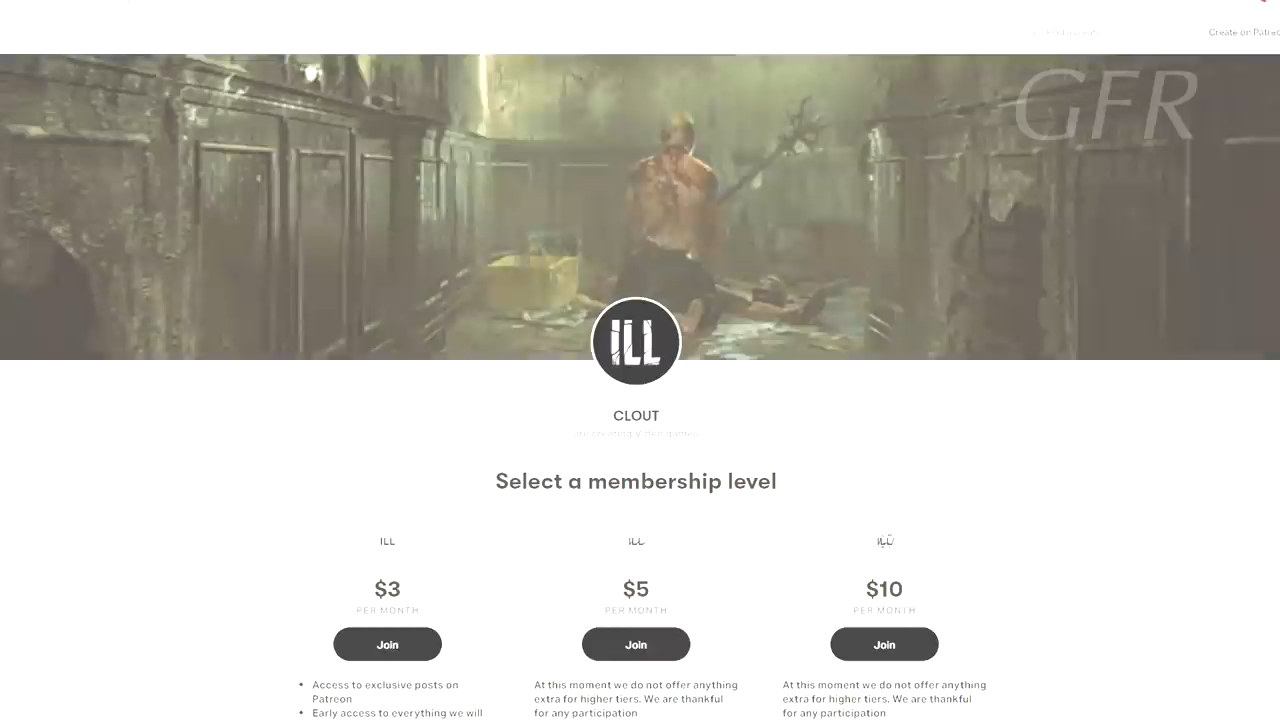 Create on Patreo
GFR
ILL
CLOUT
Select a membership level
ILL
ILL
ILL
$3
$5
$10
PER MONTH
PER MONTH
PER MONTH
Join
Join
Join
• Access to exclusive posts on
Patreon
• Early access to everything we will
At this moment we do not offer anything
extra for higher tiers. We are thankful
for any participation
At this moment we do not offer anything
extra for higher tiers. We are thankful
for any participation